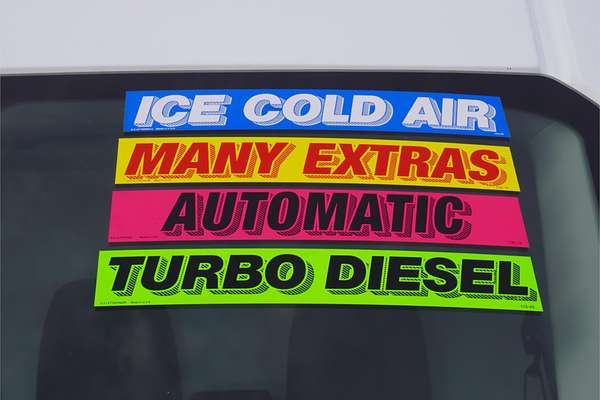 ICE COLD AIR
MANY EXTRAS
AUTOMATIC
TURBO DIESEL